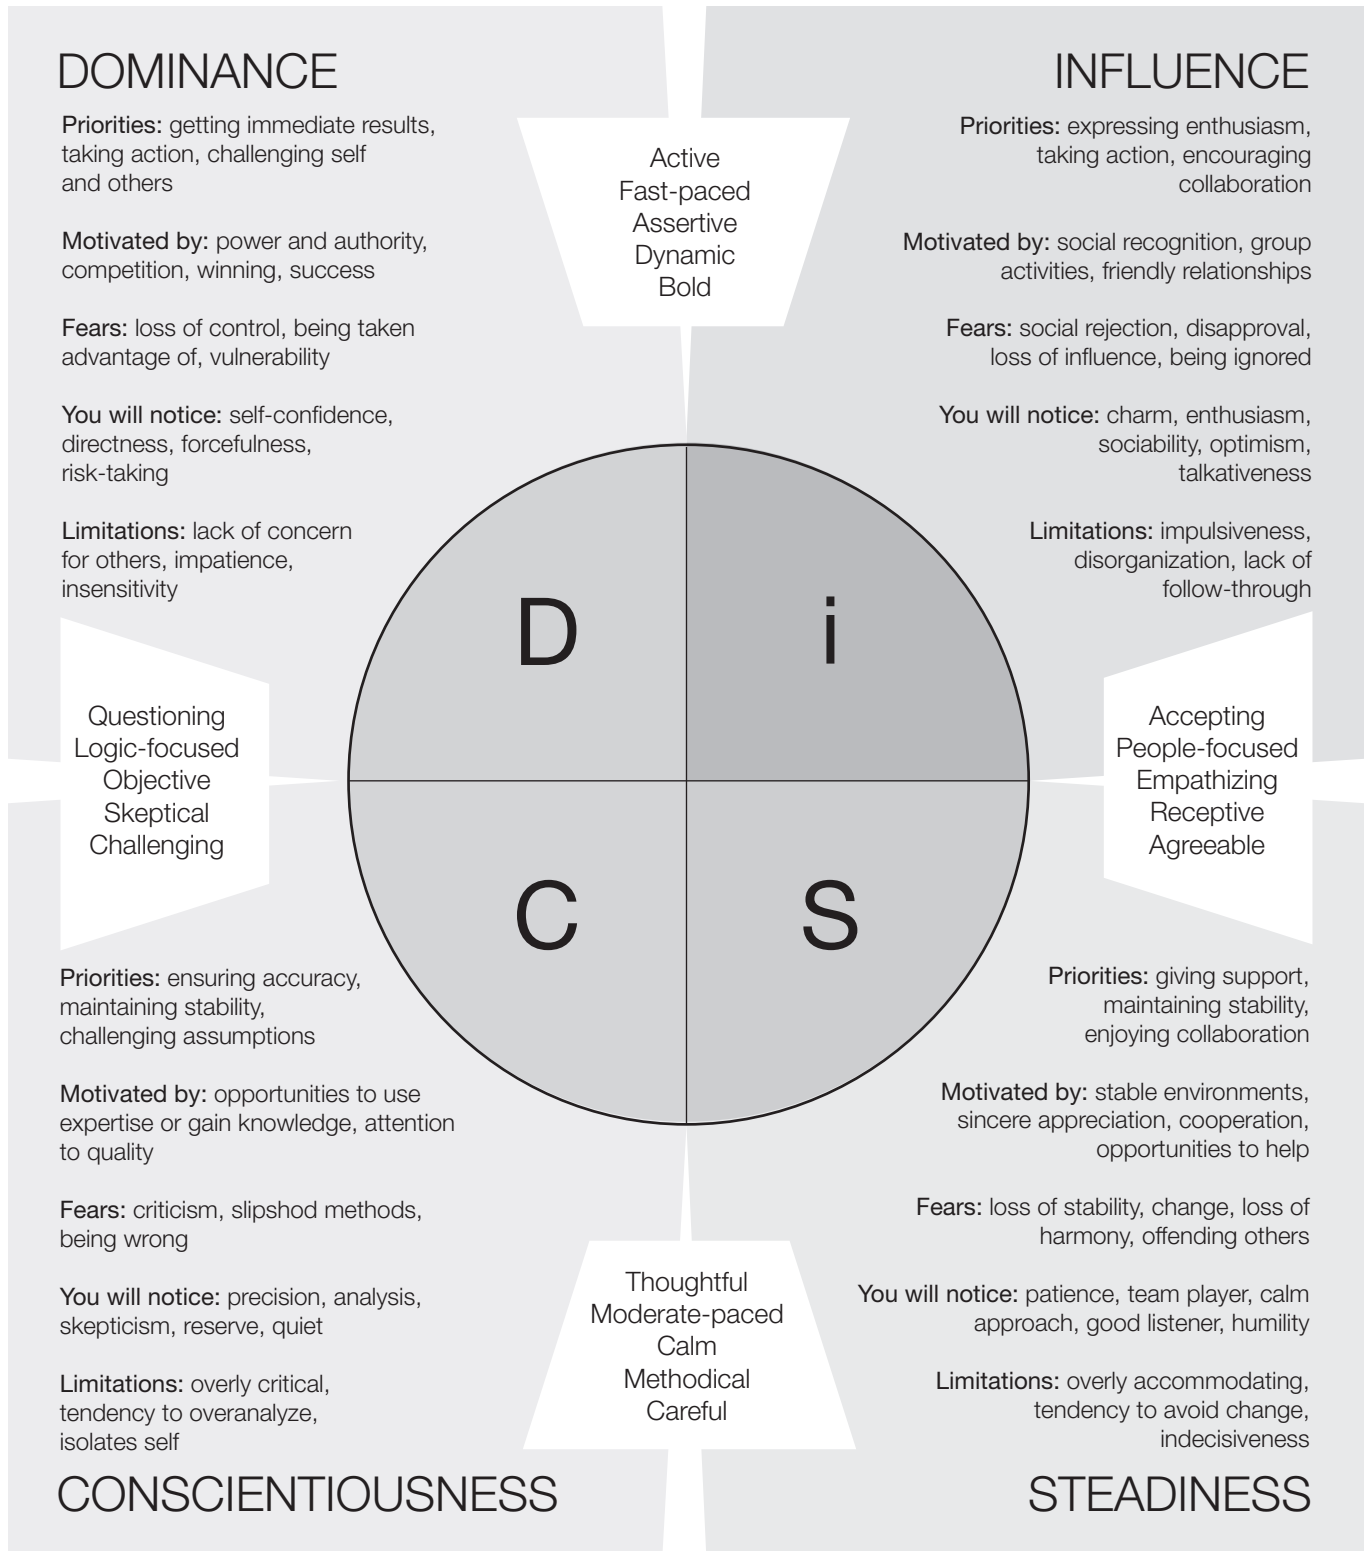 DOMINANCE
Priorities: getting immediate results,
taking action, challenging self
and others
Motivated by: power and authority,
competition, winning, success
Fears: loss of control, being taken
advantage of, vulnerability
You will notice: self-confidence,
directness, forcefulness,
risk-taking
Limitations: lack of concern
for others, impatience,
insensitivity
Active
Fast-paced
Assertive
Dynamic
Bold
INFLUENCE
Priorities: expressing enthusiasm,
taking action, encouraging
collaboration
Motivated by: social recognition, group
activities, friendly relationships
Fears: social rejection, disapproval,
loss of influence, being ignored
You will notice: charm, enthusiasm,
sociability, optimism,
talkativeness
Limitations: impulsiveness,
disorganization, lack of
follow-through
D
i
Questioning
Logic-focused
Objective
Skeptical
Challenging
Accepting
People-focused
Empathizing
Receptive
Agreeable
C
S
Priorities: ensuring accuracy,
maintaining stability,
challenging assumptions
Motivated by: opportunities to use
expertise or gain knowledge, attention
to quality
Fears: criticism, slipshod methods,
being wrong
You will notice: precision, analysis,
skepticism, reserve, quiet
Limitations: overly critical,
tendency to overanalyze,
isolates self
CONSCIENTIOUSNESS
Thoughtful
Moderate-paced
Calm
Methodical
Careful
Priorities: giving support,
maintaining stability,
enjoying collaboration
Motivated by: stable environments,
sincere appreciation, cooperation,
opportunities to help
Fears: loss of stability, change, loss of
harmony, offending others
You will notice: patience, team player, calm
approach, good listener, humility
Limitations: overly accommodating,
tendency to avoid change,
indecisiveness
STEADINESS